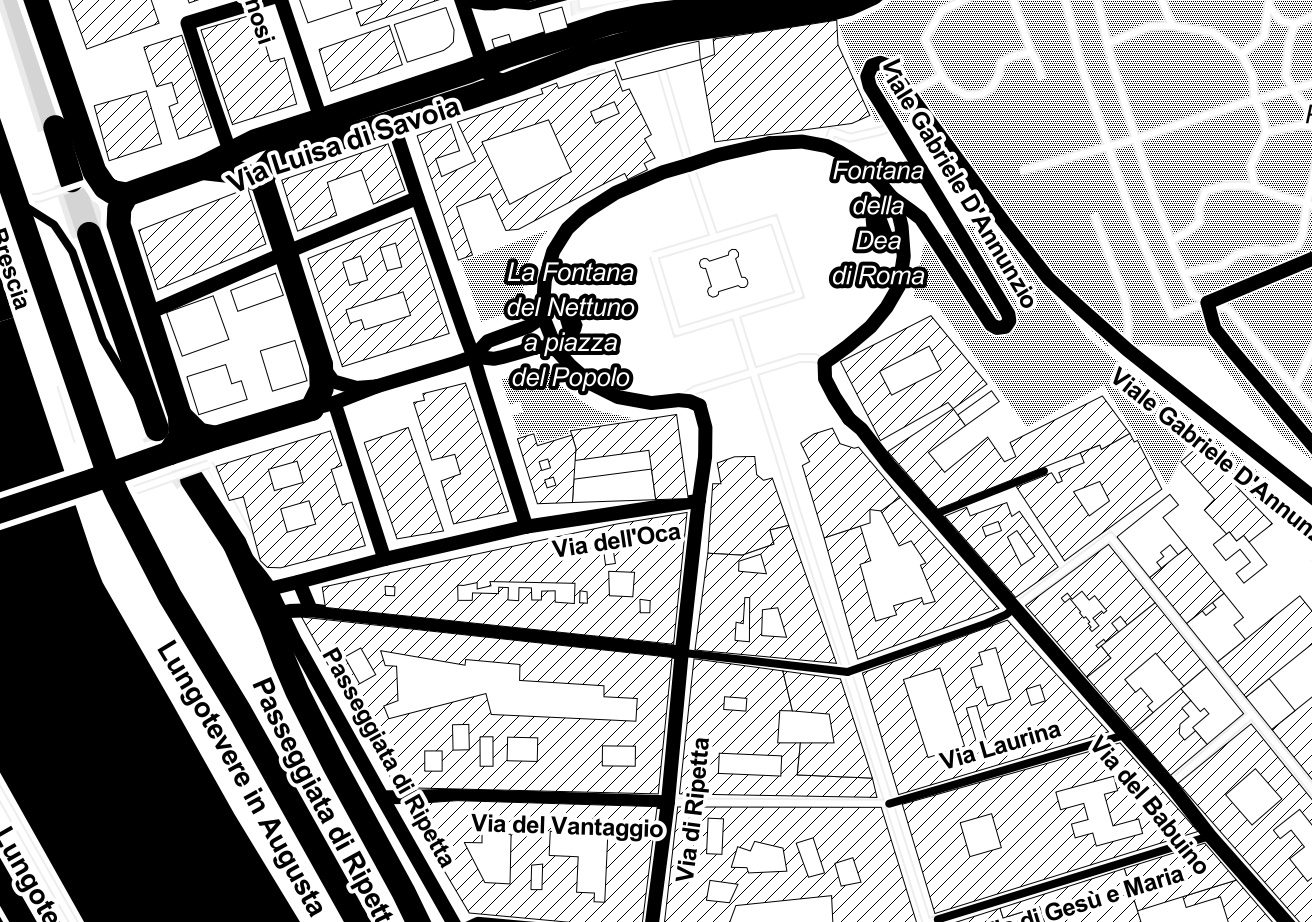 nosi
Via Luisa di Savoia
Viale Gabriele D'Annunzio
Fontana
della
Dea
di Roma
Brescia
La Fontana
del Nettuno
a piazza
del Popolo
Viale Gabriele D'Annunz
Via dell'Oca
Lungotevere in Augusta
Passeggiata di Ripett
Passeggiata di Ripetta
Via Laurina
Via del Babuino
Via di Ripetta
Via del Vantaggio
Lungote
di Gesù e Maria